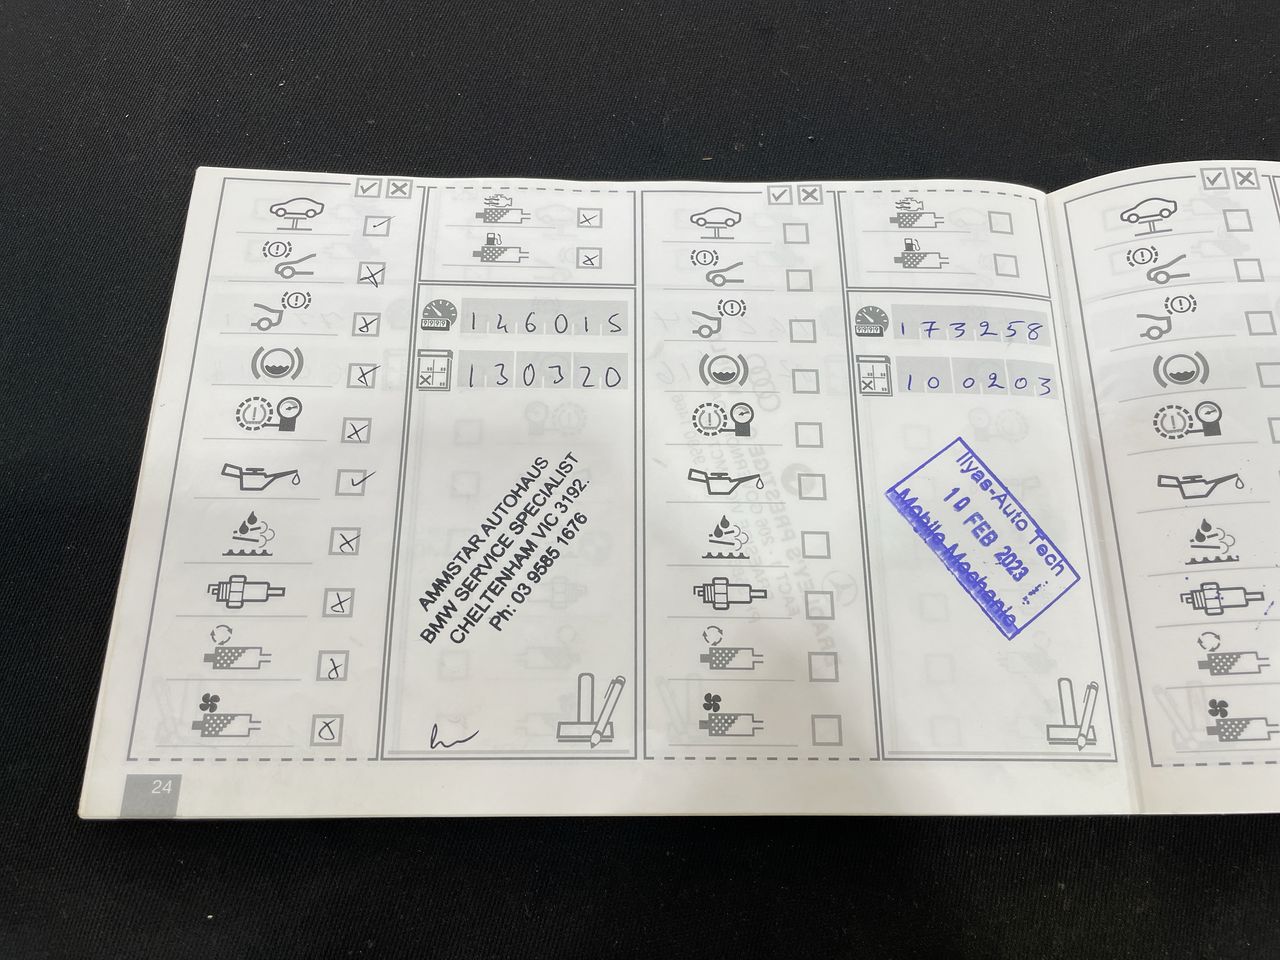 146015
130320
AMMSTAR AUTOHAUS
BMW SERVICE SPECIALIST
CHELTENHAM VIC 3192.
Ph: 03 9585 1676
173258
100203
Ilyas-Auto Tech
10 FEB 2023
Mobile Mechanic
24